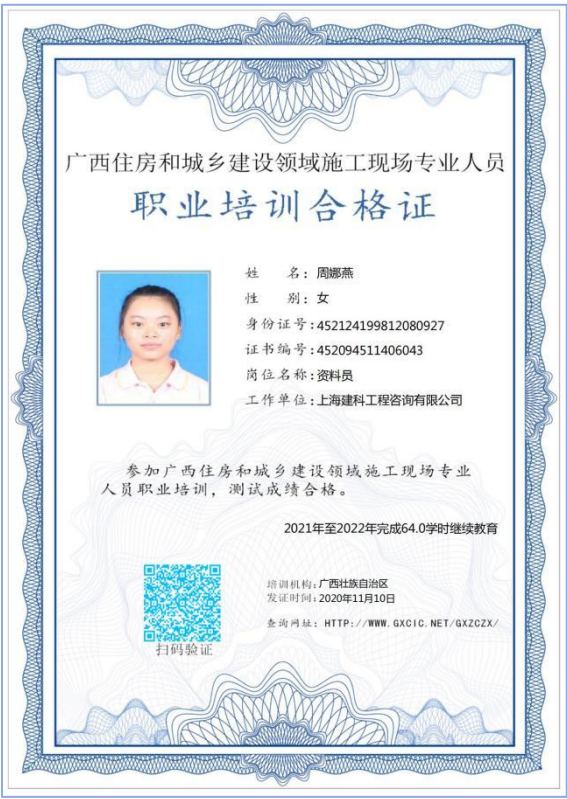 广西住房和城乡建设领域施工现场专业人员
职业培训合格证
姓 名：周娜燕
性 别：女
身份证号：452124199812080927
证书编号：452094511406043
岗位名称：资料员
工作单位：上海建科工程咨询有限公司
参加广西住房和城乡建设领域施工现场专业
人员职业培训，测试成绩合格。
2021年至2022年完成64.0学时继续教育
培训机构：广西壮族自治区
发证时间：2020年11月10日
查询网址：HTTP://WWW.GXCIC.NET/GXZCZX/
扫码验证